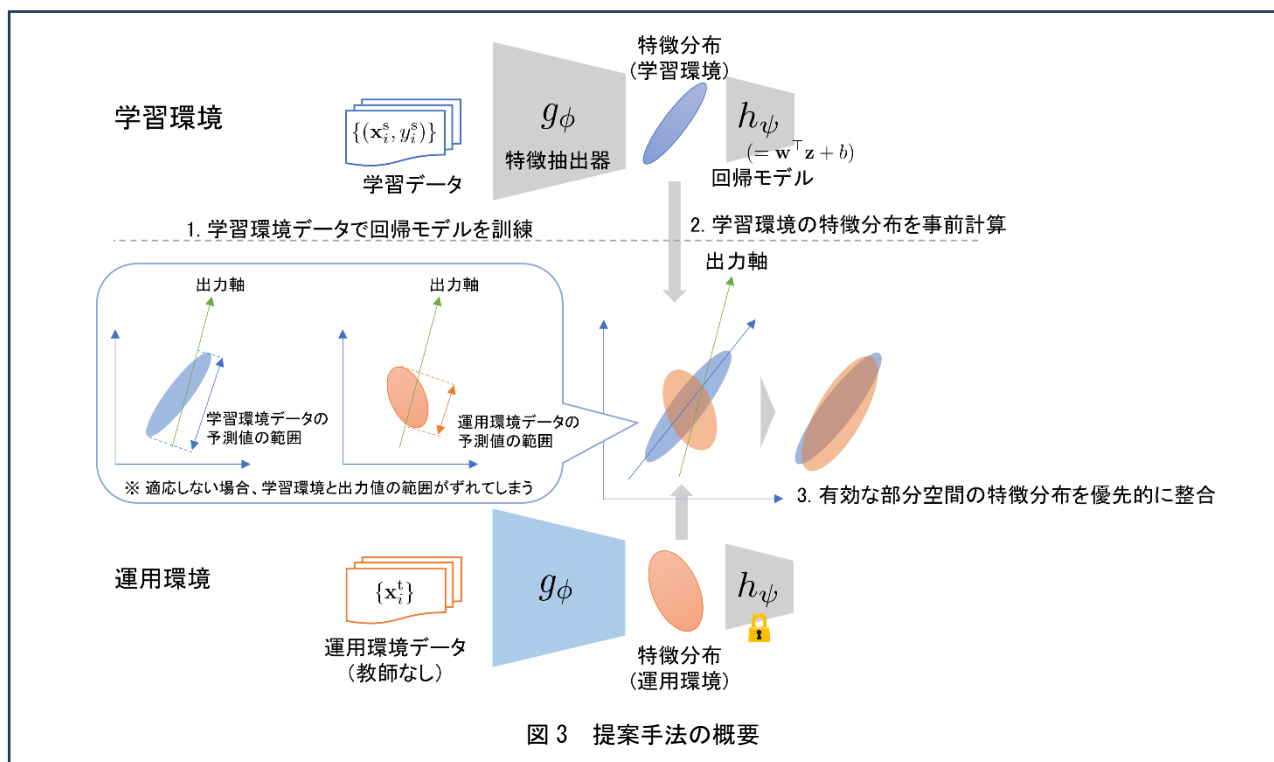 学習環境
{(x_i^s, y_i^s)}
学習データ
g_ϕ
特徴抽出器
特徴分布
(学習環境)
h_ψ
(= w^⊤z + b)
回帰モデル
1. 学習環境データで回帰モデルを訓練
2. 学習環境の特徴分布を事前計算
出力軸
学習環境データの
予測値の範囲
出力軸
運用環境データの
予測値の範囲
※ 適応しない場合、学習環境と出力値の範囲がずれてしまう
出力軸
3. 有効な部分空間の特徴分布を優先的に整合
運用環境
{x_i^t}
運用環境データ
(教師なし)
g_ϕ
特徴分布
(運用環境)
h_ψ
図 3 提案手法の概要